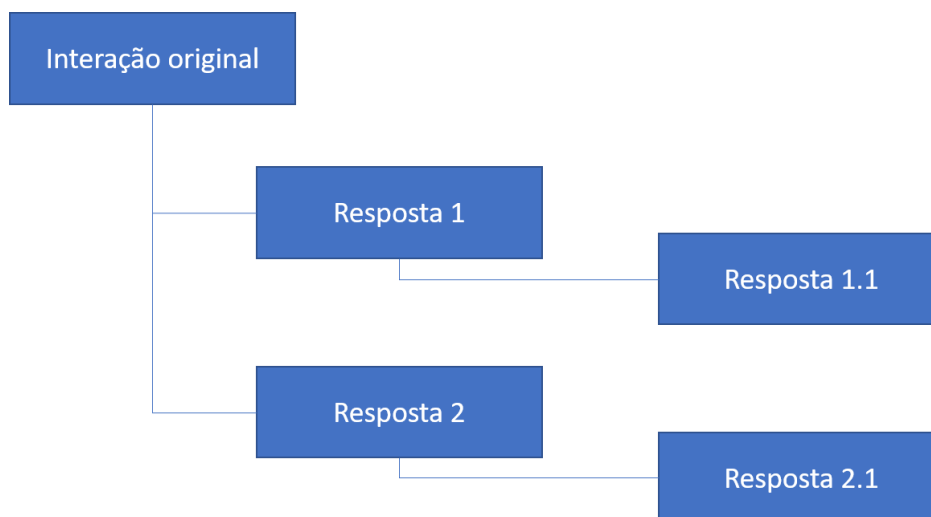 Interação original
Resposta 1
Resposta 1.1
Resposta 2
Resposta 2.1